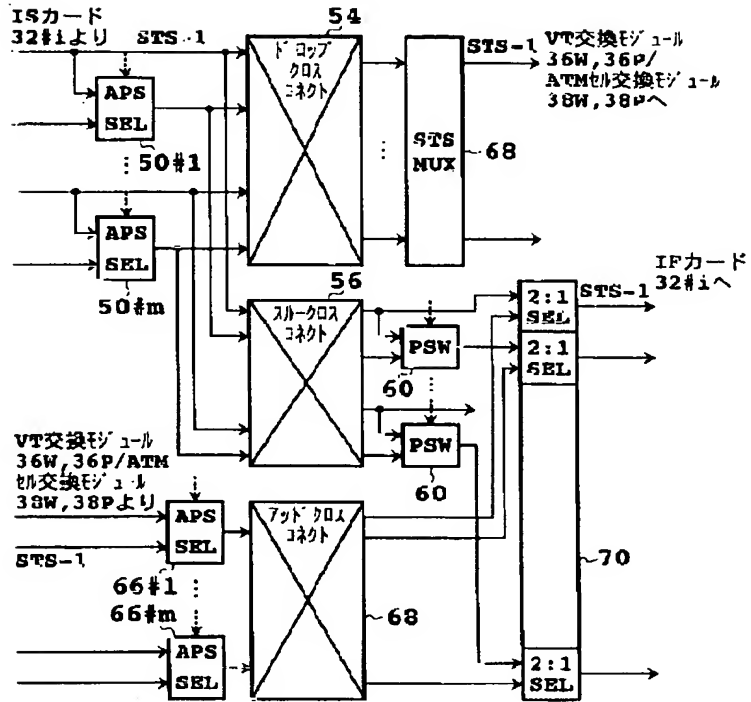 ISカード
32#iより
STS-1
54
ドロップ
クロス
コネクト
STS-1
VT交換モジュール
36W,36P/
ATMセル交換モジュール
38W,38Pへ
APS
SEL
50#1
STS
MUX
68
APS
SEL
50#m
56
スルークロス
コネクト
IFカード
32#iへ
STS-1
2:1
SEL
2:1
SEL
PSW
60
PSW
60
VT交換モジュール
36W,36P/ATM
セル交換モジュール
38W,38Pより
APS
SEL
STS-1
66#1
66#m
アッドクロス
コネクト
68
70
APS
SEL
2:1
SEL